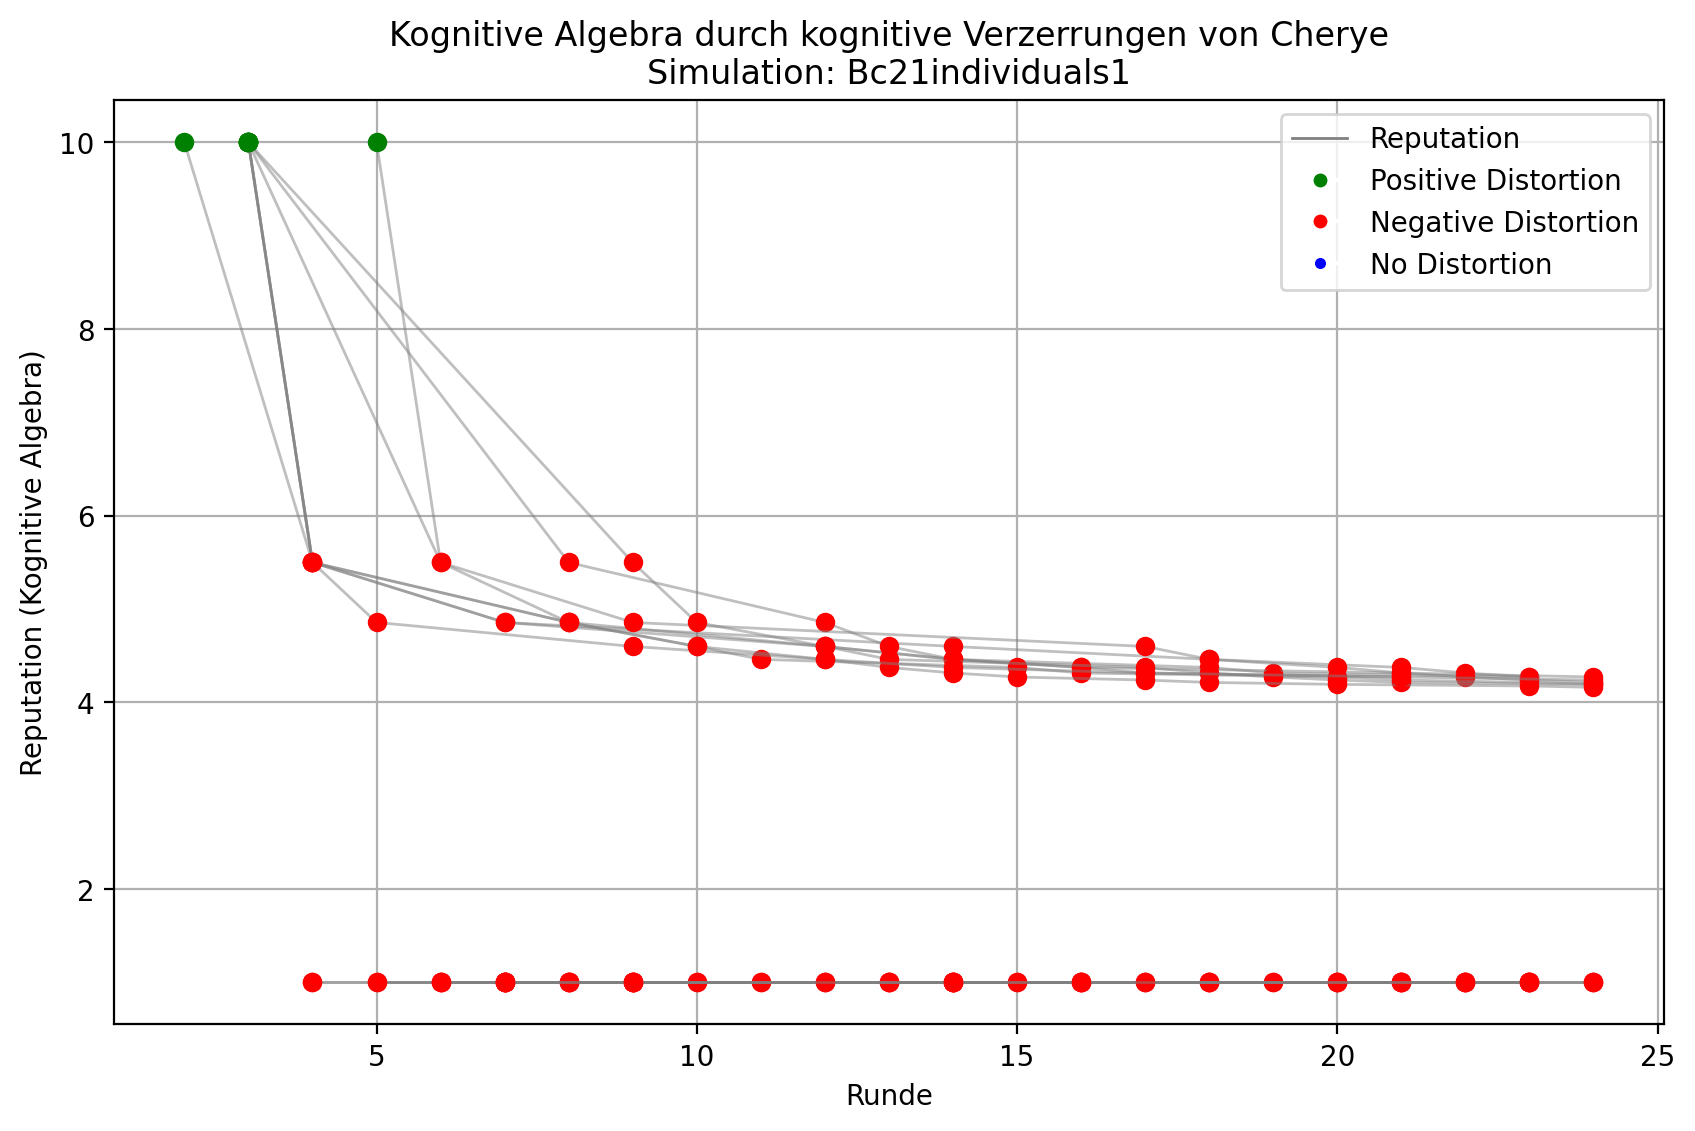 Kognitive Algebra durch kognitive Verzerrungen von Cherye
Simulation: Bc21individuals1
Reputation
Positive Distortion
Negative Distortion
No Distortion
Reputation (Kognitive Algebra)
10
8
6
4
2
5
10
15
20
25
Runde